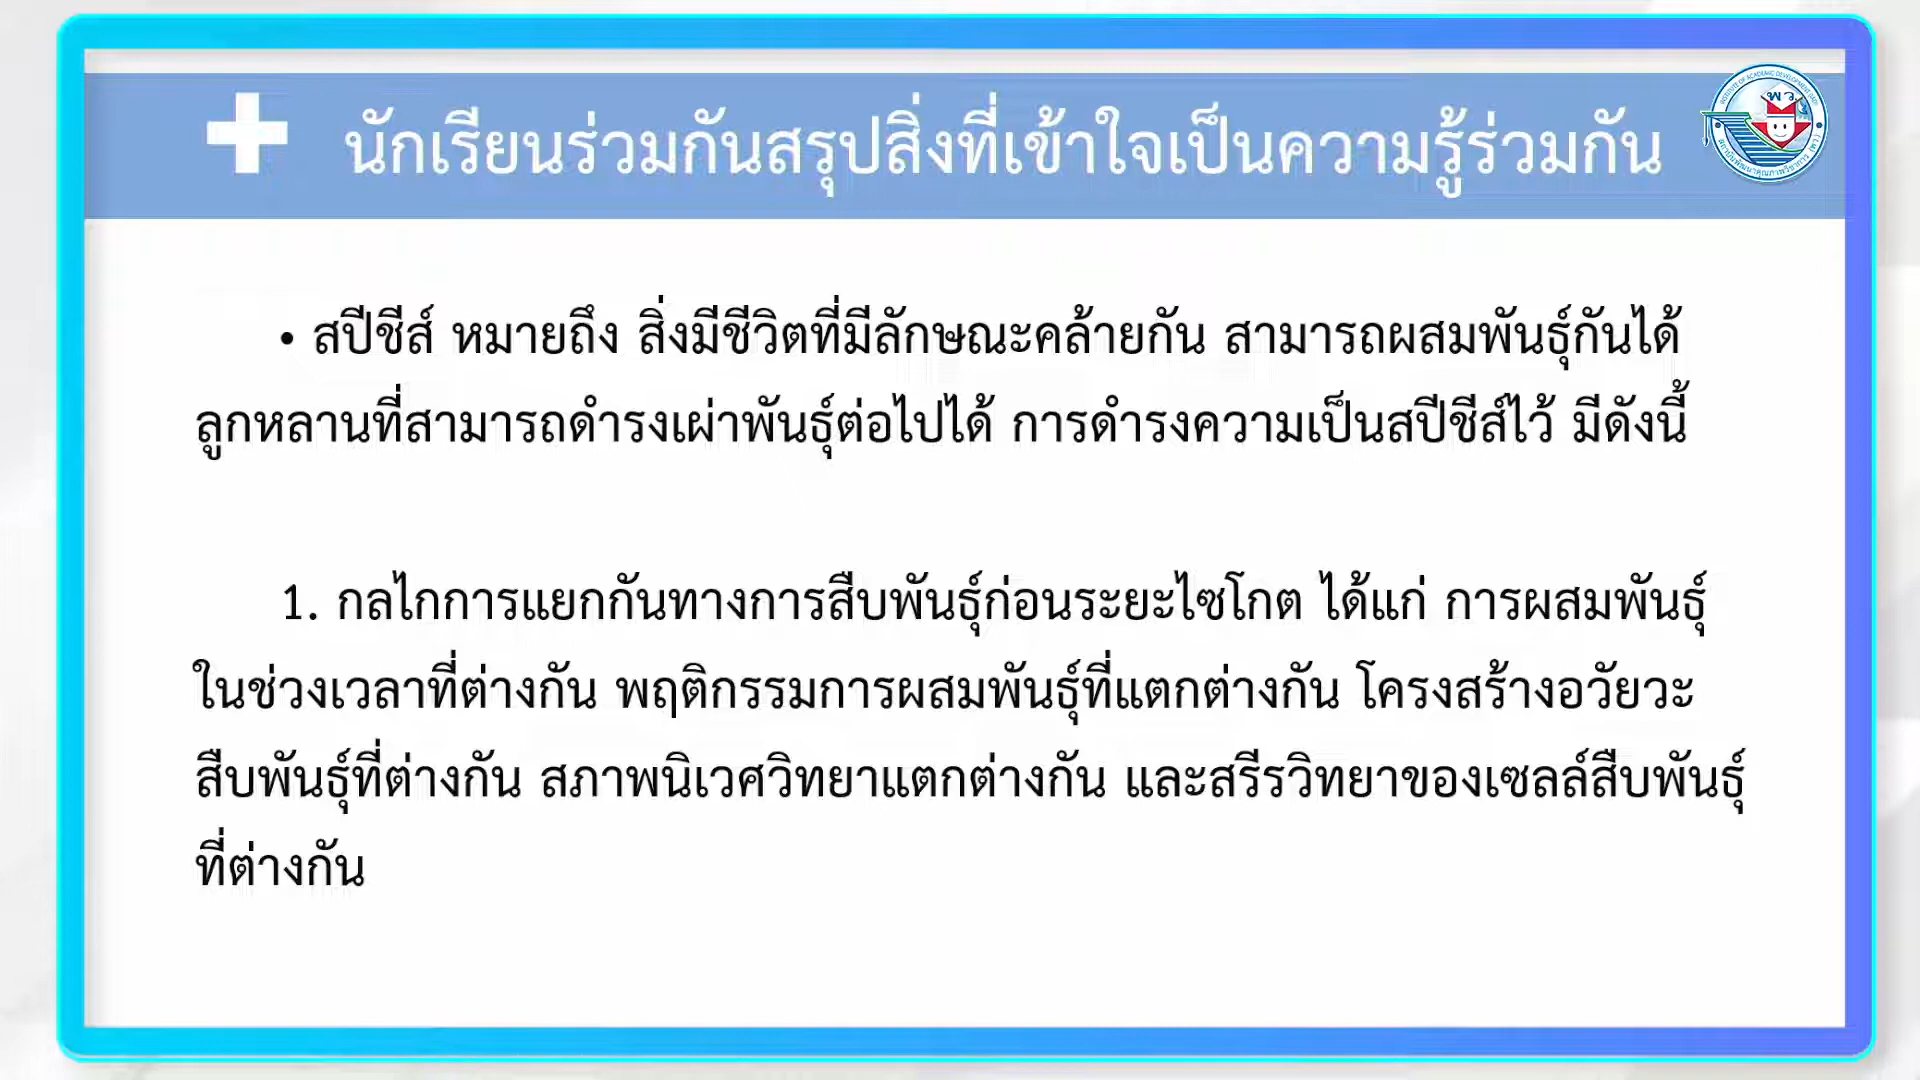 นักเรียนร่วมกันสรุปสิ่งที่เข้าใจเป็นความรู้ร่วมกัน
พว
• สปีชีส์ หมายถึง สิ่งมีชีวิตที่มีลักษณะคล้ายกัน สามารถผสมพันธุ์กันได้
ลูกหลานที่สามารถดำรงเผ่าพันธุ์ต่อไปได้ การดำรงความเป็นสปีชีส์ไว้ มีดังนี้
1. กลไกการแยกกันทางการสืบพันธุ์ก่อนระยะไซโกต ได้แก่ การผสมพันธุ์
ในช่วงเวลาที่ต่างกัน พฤติกรรมการผสมพันธุ์ที่แตกต่างกัน โครงสร้างอวัยวะ
สืบพันธุ์ที่ต่างกัน สภาพนิเวศวิทยาแตกต่างกัน และสรีรวิทยาของเซลล์สืบพันธุ์
ที่ต่างกัน